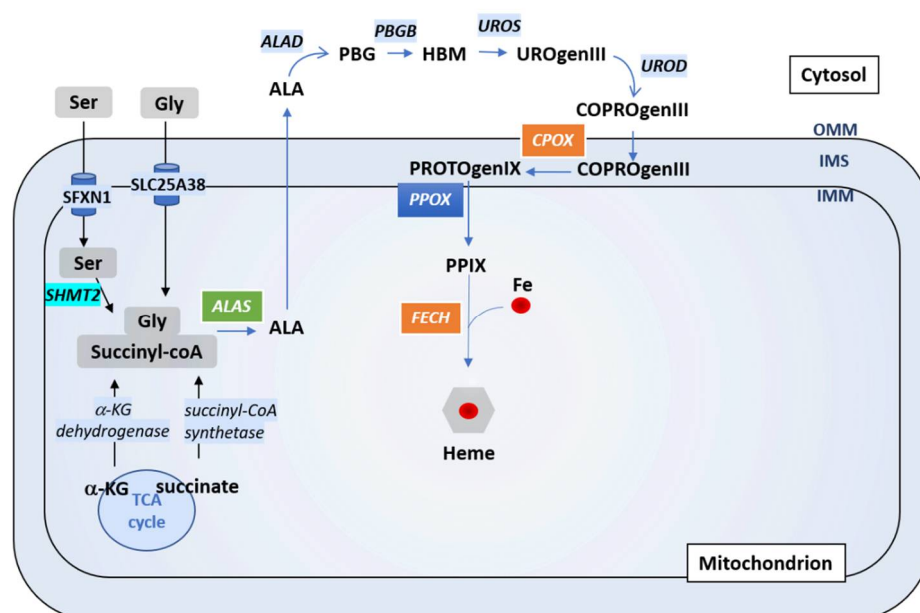 ALAD
PBG
PBGB
HBM
UROS
UROgenIII
UROD
Cytosol
ALA
COPROgenIII
Ser
Gly
OMM
CPOX
IMS
SFXN1
SLC25A38
PROTOgenIX
COPROgenIII
IMM
PPOX
Ser
SHMT2
PPIX
Fe
Gly
ALAS
ALA
FECH
Succinyl-coA
α-KG
dehydrogenase
succinyl-CoA
synthetase
Heme
α-KG
succinate
TCA
cycle
Mitochondrion